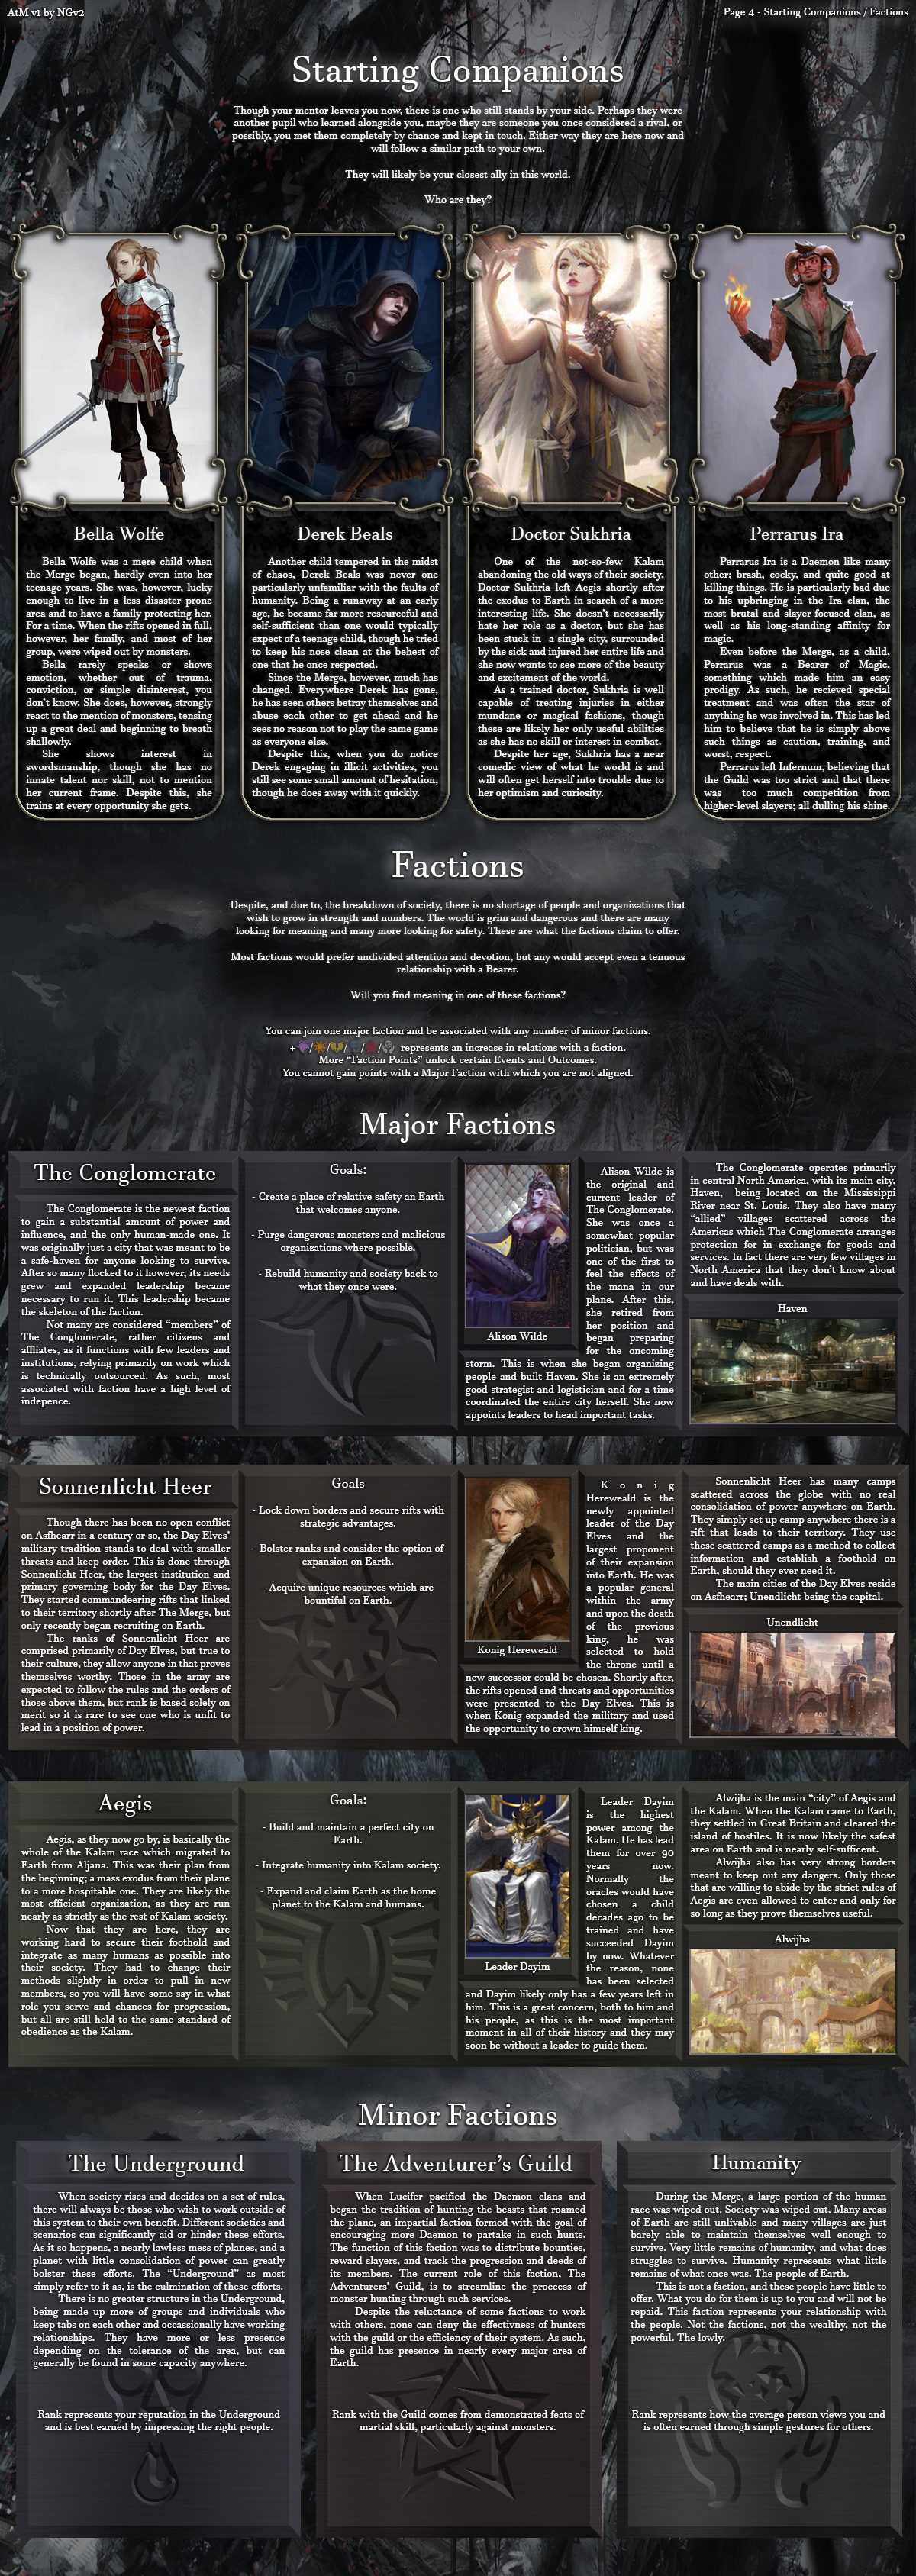 AtM v1 by NGv2
Page 4 - Starting Companions / Factions
Starting Companions
Though your mentor leaves you now, there is one who still stands by your side. Perhaps they were
another pupil who learned alongside you, maybe they are someone you once considered a rival, or
possibly, you met them completely by chance and kept in touch. Either way they are here now and
will follow a similar path to your own.
They will likely be your closest ally in this world.
Who are they?
Bella Wolfe
Bella Wolfe was a mere child when
the Merge began, hardly even into her
teenage years. She was, however, lucky
enough to live in a less disaster prone
area and to have a family protecting her.
For a time. When the rifts opened in full,
however, her family, and most of her
group, were wiped out by monsters.
Bella rarely speaks or shows
emotion, whether out of trauma,
conviction, or simple disinterest, you
don't know. She does, however, strongly
react to the mention of monsters, tensing
up a great deal and beginning to breath
shallowly.
She shows interest in
swordsmanship, though she has no
innate talent nor skill, not to mention
her current frame. Despite this, she
trains at every opportunity she gets.
Derek Beals
Another child tempered in the midst
of chaos, Derek Beals was never one
particularly unfamiliar with the faults of
humanity. Being a runaway at an early
age, he became far more resourceful and
self-sufficient than one would typically
expect of a teenage child, though he tried
to keep his nose clean at the behest of
one that he once respected.
Since the Merge, however, much has
changed. Everywhere Derek has gone,
he has seen others betray themselves and
abuse each other to get ahead and he
sees no reason not to play the same game
as everyone else.
Despite this, when you do notice
Derek engaging in illicit activities, you
still see some small amount of hesitation,
though he does away with it quickly.
Doctor Sukhria
One of the not-so-few Kalam
abandoning the old ways of their society,
Doctor Sukhria left Aegis shortly after
the exodus to Earth in search of a more
interesting life. She doesn't necessarily
hate her role as a doctor, but she has
been stuck in a single city, surrounded
by the sick and injured her entire life and
she now wants to see more of the beauty
and excitement of the world.
As a trained doctor, Sukhria is well
capable of treating injuries in either
mundane or magical fashions, though
these are likely her only useful abilities
as she has no skill or interest in combat.
Despite her age, Sukhria has a near
comedic view of what he world is and
will often get herself into trouble due to
her optimism and curiosity.
Perrarus Ira
Perrarus Ira is a Daemon like many
other; brash, cocky, and quite good at
killing things. He is particularly bad due
to his upbringing in the Ira clan, the
most brutal and slayer-focused clan, as
well as his long-standing affinity for
magic.
Even before the Merge, as a child,
Perrarus was a Bearer of Magic,
something which made him an easy
prodigy. As such, he recieved special
treatment and was often the star of
anything he was involved in. This has led
him to believe that he is simply above
such things as caution, training, and
worst, respect.
Perrarus left Infernum, believing that
the Guild was too strict and that there
was too much competition from
higher-level slayers; all dulling his shine.
Factions
Despite, and due to, the breakdown of society, there is no shortage of people and organizations that
wish to grow in strength and numbers. The world is grim and dangerous and there are many
looking for meaning and many more looking for safety. These are what the factions claim to offer.
Most factions would prefer undivided attention and devotion, but any would accept even a tenuous
relationship with a Bearer.
Will you find meaning in one of these factions?
You can join one major faction and be associated with any number of minor factions.
+ / / / / / represents an increase in relations with a faction.
More “Faction Points” unlock certain Events and Outcomes.
You cannot gain points with a Major Faction with which you are not aligned.
Major Factions
The Conglomerate
The Conglomerate is the newest faction
to gain a substantial amount of power and
influence, and the only human-made one. It
was originally just a city that was meant to be
a safe-haven for anyone looking to survive.
After so many flocked to it however, its needs
grew and expanded leadership became
necessary to run it. This leadership became
the skeleton of the faction.
Not many are considered “members” of
The Conglomerate, rather citizens and
affliates, as it functions with few leaders and
institutions, relying primarily on work which
is technically outsourced. As such, most
associated with faction have a high level of
indepence.
Goals:
- Create a place of relative safety an Earth
that welcomes anyone.
- Purge dangerous monsters and malicious
organizations where possible.
- Rebuild humanity and society back to
what they once were.
Alison Wilde
Alison Wilde is
the original and
current leader of
The Conglomerate.
She was once a
somewhat popular
politician, but was
one of the first to
feel the effects of
the mana in our
plane. After this,
she retired from
her position and
began preparing
for the oncoming
storm. This is when she began organizing
people and built Haven. She is an extremely
good strategist and logistician and for a time
coordinated the entire city herself. She now
appoints leaders to head important tasks.
The Conglomerate operates primarily
in central North America, with its main city,
Haven, being located on the Mississippi
River near St. Louis. They also have many
“allied” villages scattered across the
Americas which The Conglomerate arranges
protection for in exchange for goods and
services. In fact there are very few villages in
North America that they don't know about
and have deals with.
Haven
Sonnenlicht Heer
Though there has been no open conflict
on Asfhearr in a century or so, the Day Elves'
military tradition stands to deal with smaller
threats and keep order. This is done through
Sonnenlicht Heer, the largest institution and
primary governing body for the Day Elves.
They started commandeering rifts that linked
to their territory shortly after The Merge, but
only recently began recruiting on Earth.
The ranks of Sonnenlicht Heer are
comprised primarily of Day Elves, but true to
their culture, they allow anyone in that proves
themselves worthy. Those in the army are
expected to follow the rules and the orders of
those above them, but rank is based solely on
merit so it is rare to see one who is unfit to
lead in a position of power.
Goals
- Lock down borders and secure rifts with
strategic advantages.
- Bolster ranks and consider the option of
expansion on Earth.
- Acquire unique resources which are
bountiful on Earth.
Konig Hereweald
Konig
Hereweald is the
newly appointed
leader of the Day
Elves and the
largest proponent
of their expansion
into Earth. He was
a popular general
within the army
and upon the death
of the previous
king, he was
selected to hold
the throne until a
new successor could be chosen. Shortly after,
the rifts opened and threats and opportunities
were presented to the Day Elves. This is
when Konig expanded the military and used
the opportunity to crown himself king.
Sonnenlicht Heer has many camps
scattered across the globe with no real
consolidation of power anywhere on Earth.
They simply set up camp anywhere there is a
rift that leads to their territory. They use
these scattered camps as a method to collect
information and establish a foothold on
Earth, should they ever need it.
The main cities of the Day Elves reside
on Asfhearr; Unendlicht being the capital.
Unendlicht
Aegis
Aegis, as they now go by, is basically the
whole of the Kalam race which migrated to
Earth from Aljana. This was their plan from
the beginning; a mass exodus from their plane
to a more hospitable one. They are likely the
most efficient organization, as they are run
nearly as strictly as the rest of Kalam society.
Now that they are here, they are
working hard to secure their foothold and
integrate as many humans as possible into
their society. They had to change their
methods slightly in order to pull in new
members, so you will have some say in what
role you serve and chances for progression,
but all are still held to the same standard of
obedience as the Kalam.
Goals:
- Build and maintain a perfect city on
Earth.
- Integrate humanity into Kalam society.
- Expand and claim Earth as the home
planet to the Kalam and humans.
Leader Dayim
Leader Dayim
is the highest
power among the
Kalam. He has lead
them for over 90
years now.
Normally the
oracles would have
chosen a child
decades ago to be
trained and have
succeeded Dayim
by now. Whatever
the reason, none
has been selected
and Dayim likely only has a few years left in
him. This is a great concern, both to him and
his people, as this is the most important
moment in all of their history and they may
soon be without a leader to guide them.
Alwijha is the main “city” of Aegis and
the Kalam. When the Kalam came to Earth,
they settled in Great Britain and cleared the
island of hostiles. It is now likely the safest
area on Earth and is nearly self-sufficent.
Alwijha also has very strong borders
meant to keep out any dangers. Only those
that are willing to abide by the strict rules of
Aegis are even allowed to enter and only for
so long as they prove themselves useful.
Alwijha
Minor Factions
The Underground
When society rises and decides on a set of rules,
there will always be those who wish to work outside of
this system to their own benefit. Different societies and
scenarios can significantly aid or hinder these efforts.
As it so happens, a nearly lawless mess of planes, and a
planet with little consolidation of power can greatly
bolster these efforts. The “Underground” as most
simply refer to it as, is the culmination of these efforts.
There is no greater structure in the Underground,
being made up more of groups and individuals who
keep tabs on each other and occassionally have working
relationships. They have more or less presence
depending on the tolerance of the area, but can
generally be found in some capacity anywhere.
Rank represents your reputation in the Underground
and is best earned by impressing the right people.
The Adventurer's Guild
When Lucifer pacified the Daemon clans and
began the tradition of hunting the beasts that roamed
the plane, an impartial faction formed with the goal of
encouraging more Daemon to partake in such hunts.
The function of this faction was to distribute bounties,
reward slayers, and track the progression and deeds of
its members. The current role of this faction, The
Adventurers' Guild, is to streamline the proccess of
monster hunting through such services.
Despite the reluctance of some factions to work
with others, none can deny the effectivness of hunters
with the guild or the efficiency of their system. As such,
the guild has presence in nearly every major area of
Earth.
Rank with the Guild comes from demonstrated feats of
martial skill, particularly against monsters.
Humanity
During the Merge, a large portion of the human
race was wiped out. Society was wiped out. Many areas
of Earth are still unlivable and many villages are just
barely able to maintain themselves well enough to
survive. Very little remains of humanity, and what does
struggles to survive. Humanity represents what little
remains of what once was. The people of Earth.
This is not a faction, and these people have little to
offer. What you do for them is up to you and will not be
repaid. This faction represents your relationship with
the people. Not the factions, not the wealthy, not the
powerful. The lowly.
Rank represents how the average person views you and
is often earned through simple gestures for others.